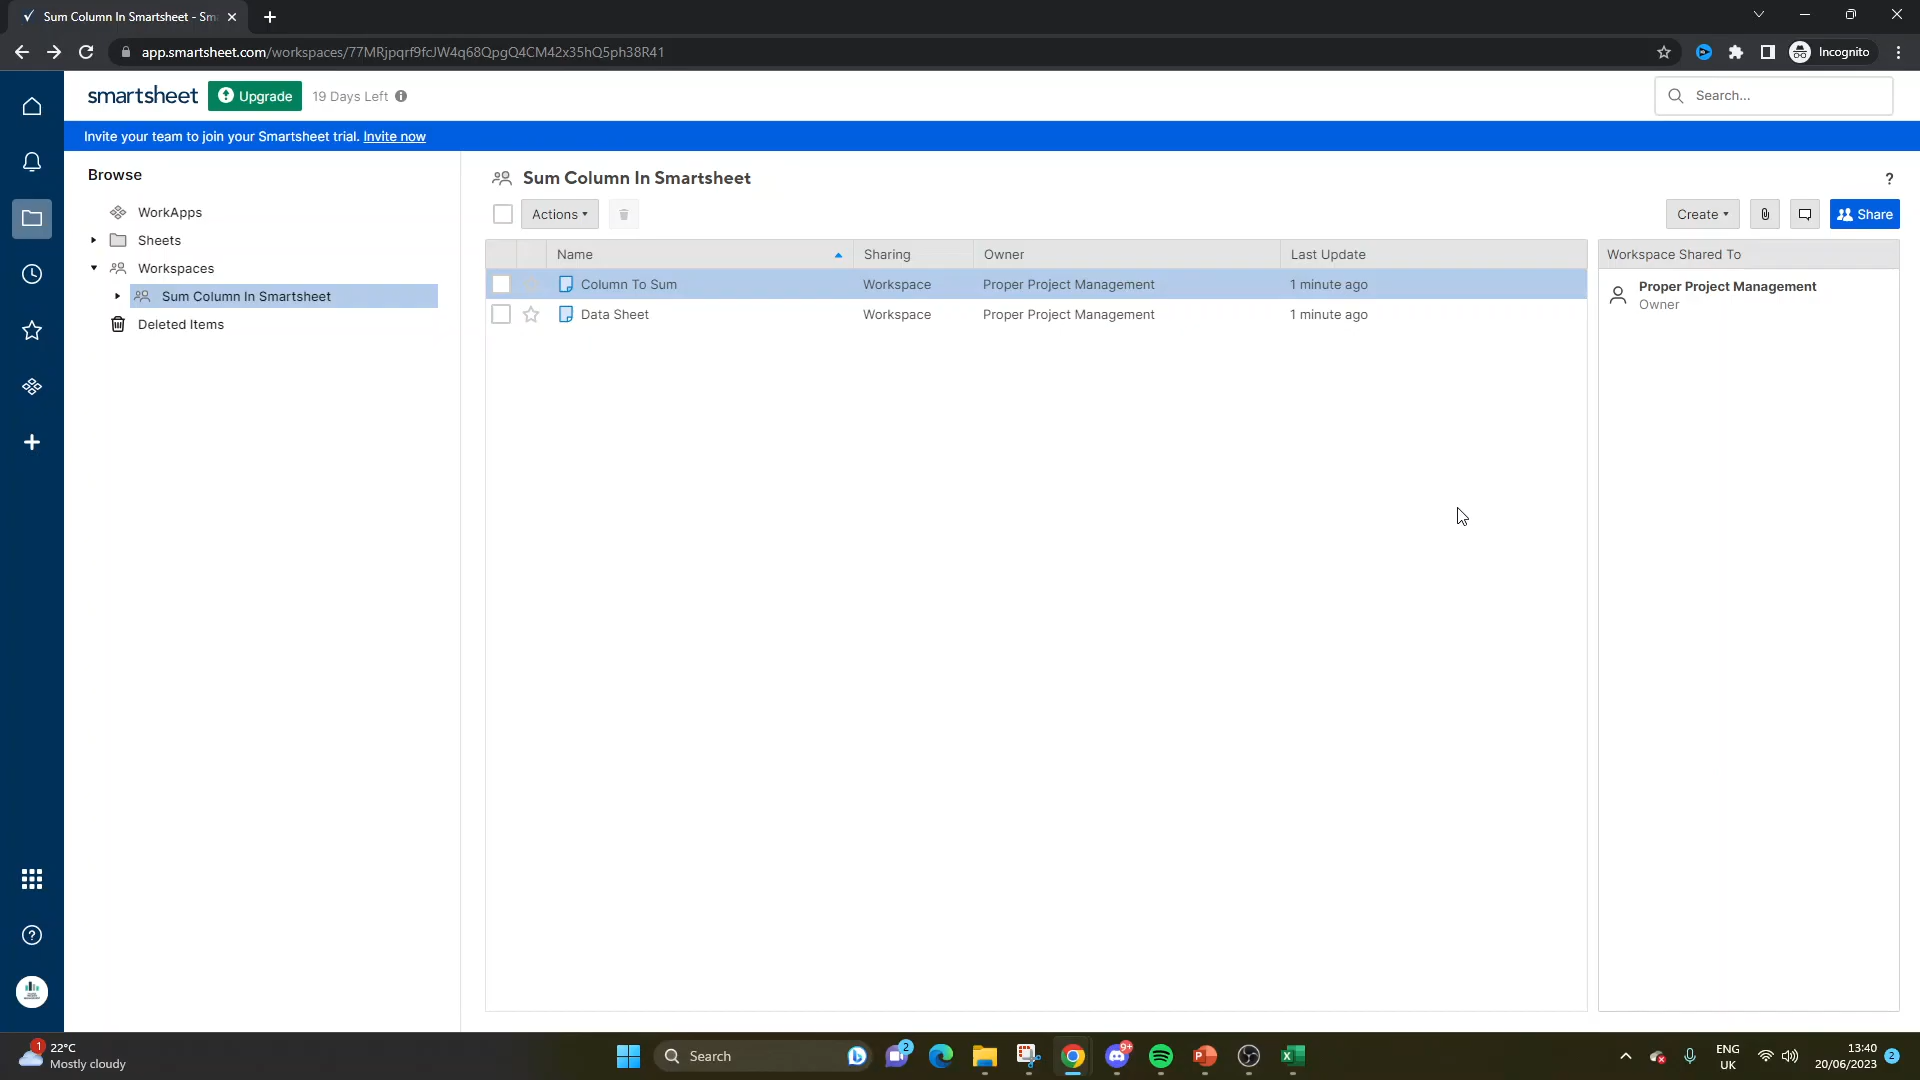 Sum Column In Smartsheet - Sm
app.smartsheet.com/workspaces/77MRjpqrf9fcJW4q68QpgQ4CM42x35hQ5ph38R41
Incognito
smartsheet
Upgrade
19 Days Left
Search...
Invite your team to join your Smartsheet trial. Invite now
Browse
WorkApps
Sheets
Workspaces
Sum Column In Smartsheet
Deleted Items
Sum Column In Smartsheet
?
Actions
Create
Share
Name Sharing Owner Last Update
Column To Sum Workspace Proper Project Management 1 minute ago
Data Sheet Workspace Proper Project Management 1 minute ago
Workspace Shared To
Proper Project Management
Owner
1
22°C
Mostly cloudy
Search
2
9+
ENG
UK
13:40
20/06/2023
2